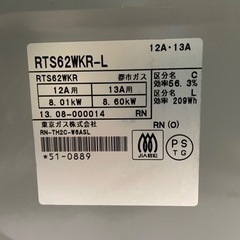 12A・13A
RTS62WKR-L
RTS62WKR 都市ガス
12A用 13A用
8.01kW 8.60kW
13.08-000014 RN
区分名 C
効率56.3%
区分名 L
効率 209Wh
東京ガス株式会社
RN-TH2C-W6ASL
*51-0889
JIA認証
RN (O)
PS
TG